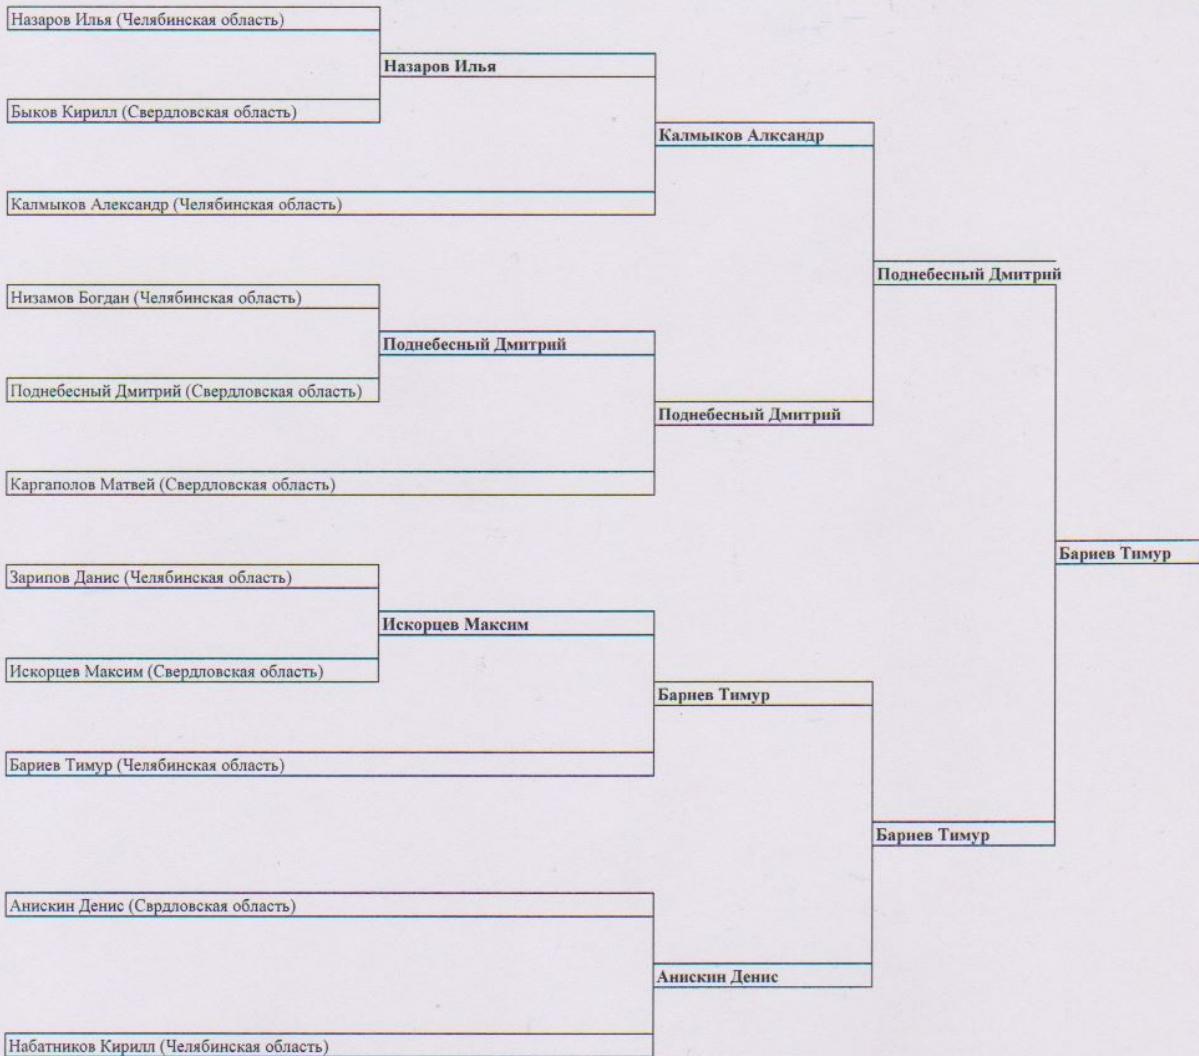 Назаров Илья (Челябинская область)
Назаров Илья
Быков Кирилл (Свердловская область)
Калмыков Алксандр
Калмыков Александр (Челябинская область)
Поднебесный Дмитрий
Низамов Богдан (Челябинская область)
Поднебесный Дмитрий
Поднебесный Дмитрий (Свердловская область)
Поднебесный Дмитрий
Каргаполов Матвей (Свердловская область)
Бариев Тимур
Зарипов Данис (Челябинская область)
Искорцев Максим
Искорцев Максим (Свердловская область)
Бариев Тимур
Бариев Тимур (Челябинская область)
Бариев Тимур
Анискин Денис (Сврдловская область)
Анискин Денис
Набатников Кирилл (Челябинская область)